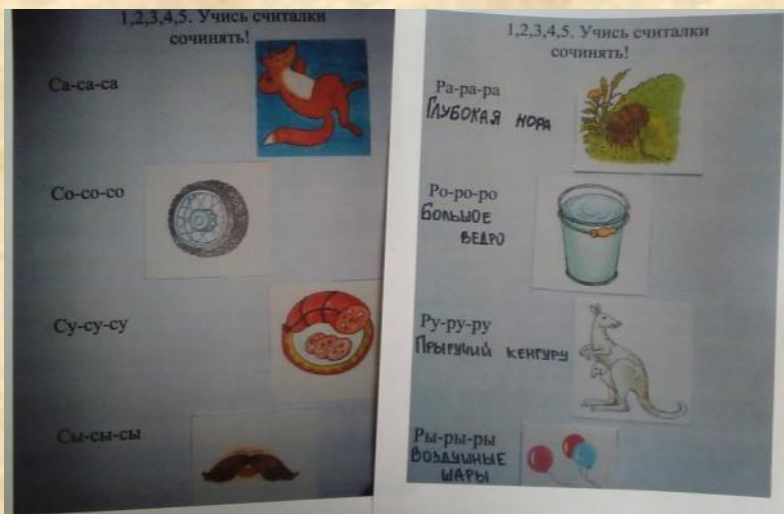 1,2,3,4,5. Учись считалки
сочинять!
Са-са-са
Со-со-со
Су-су-су
Сы-сы-сы
1,2,3,4,5. Учись считалки
сочинять!
Ра-ра-ра
Глубокая нора
Ро-ро-ро
Большое
ведро
Ру-ру-ру
Прыгучий кенгуру
Ры-ры-ры
Воздушные
шары